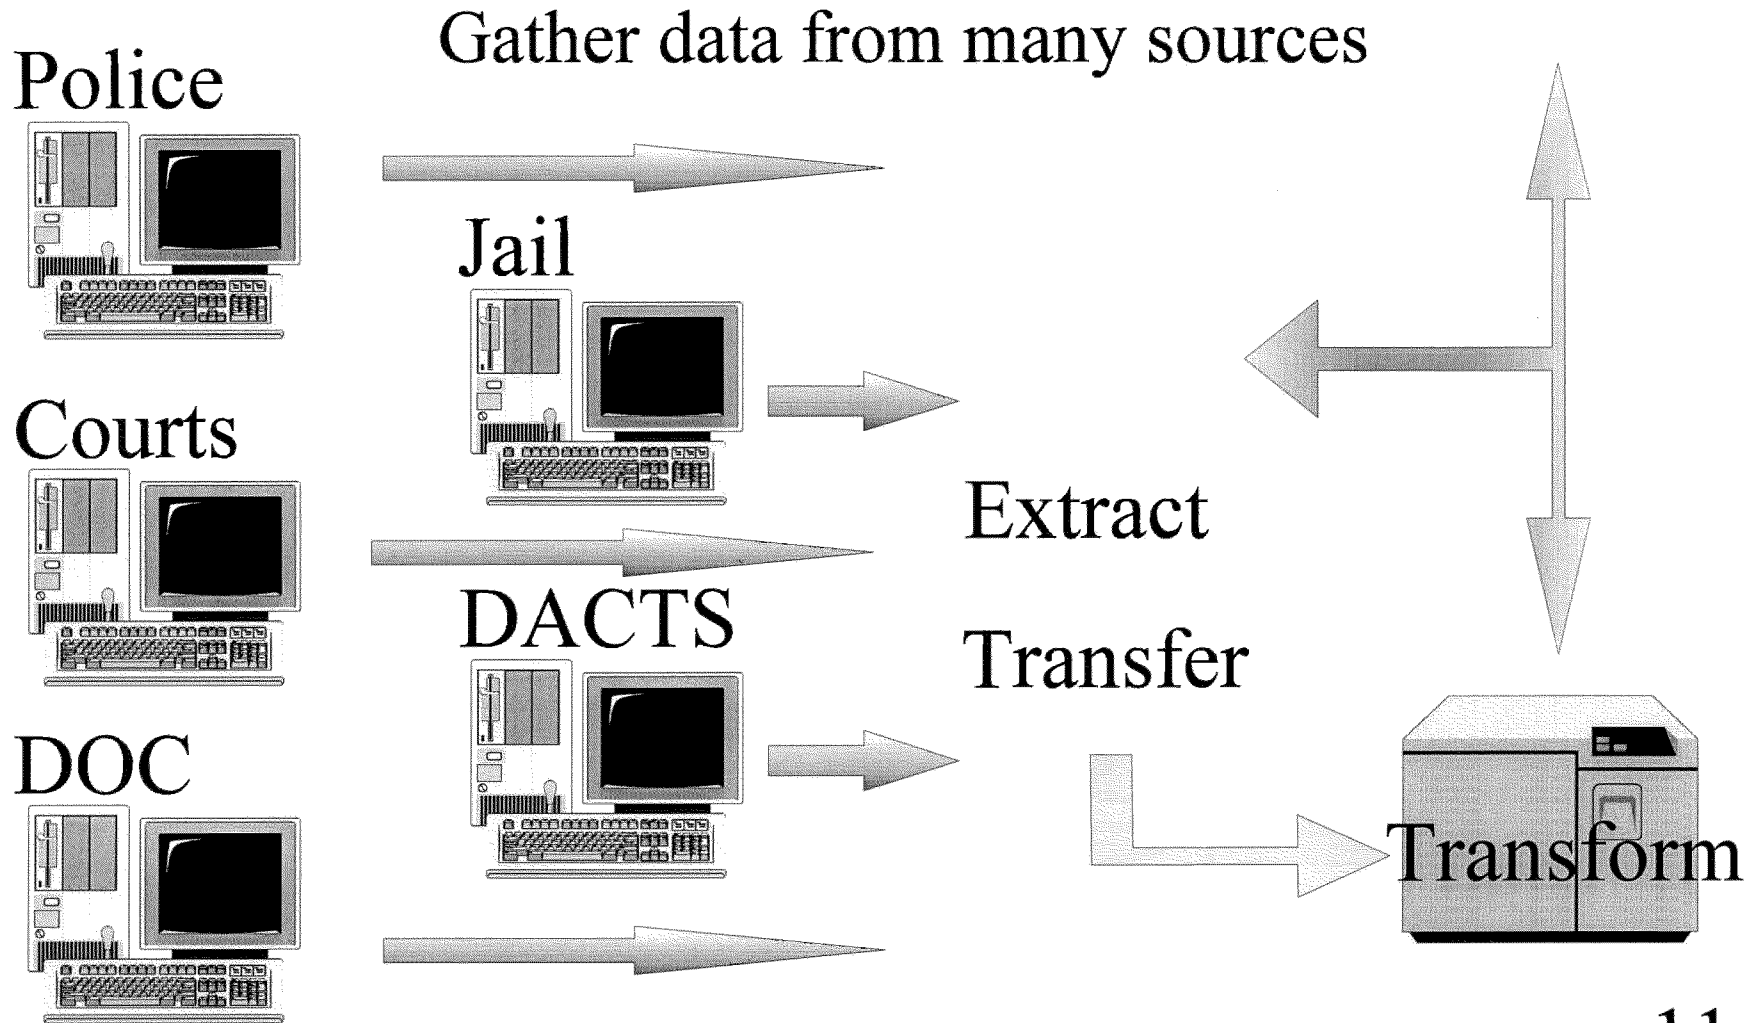 Gather data from many sources
Police
Jail
Courts
Extract
DACTS
Transfer
DOC
Transform